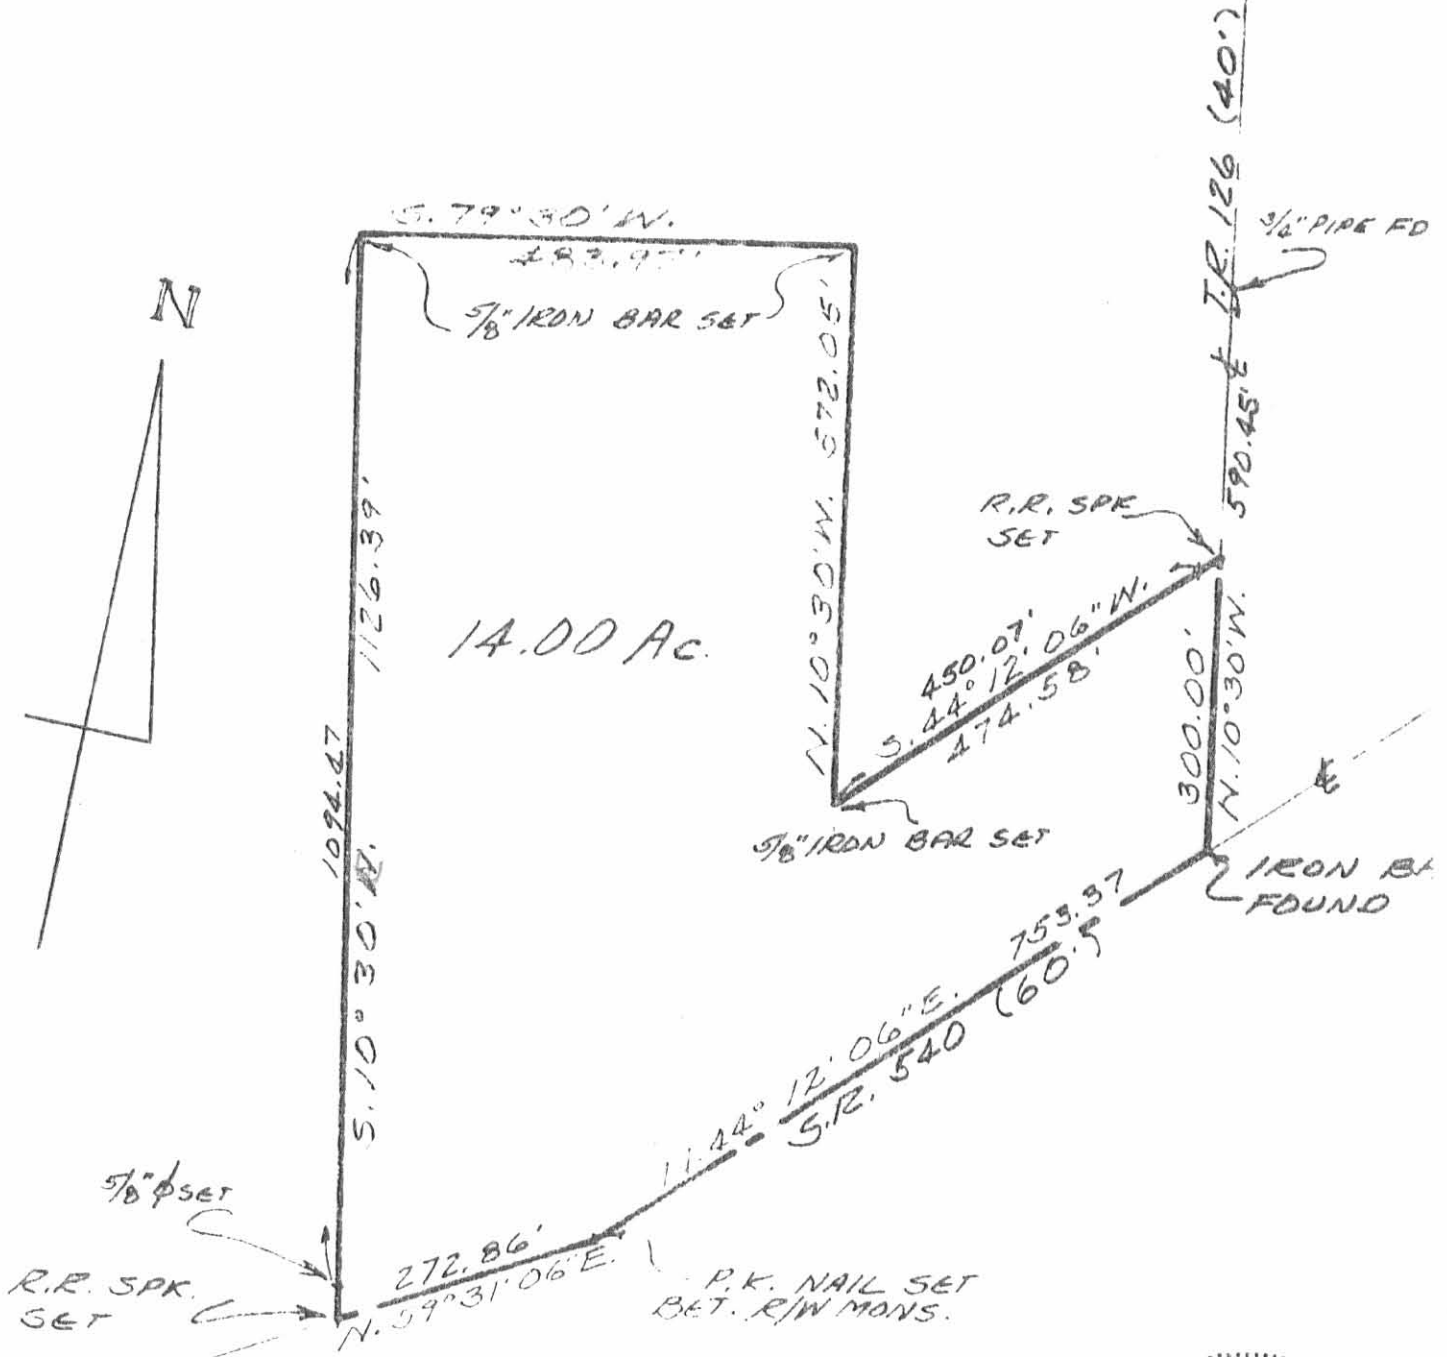 T.R. 126 (40')
3/4" PIPE FD
S. 79° 30' W.
N
5/8" IRON BAR SET
N. 10° 30' W. 572.05'
590.45'
R.R. SPK
SET
1126.39'
14.00 Ac.
450.07'
S. 44° 12' 06" W.
474.58'
300.00'
N. 10° 30' W.
1094.47
S. 10° 30'
5/8" IRON BAR SET
℄
IRON BA
FOUND
753.37
N. 44° 12' 06" E.
S.R. 540 (60')
5/8" ϕ SET
R.R. SPK.
SET
272.86'
N. 59° 31' 06" E.
P.K. NAIL SET
BET. R/W MONS.